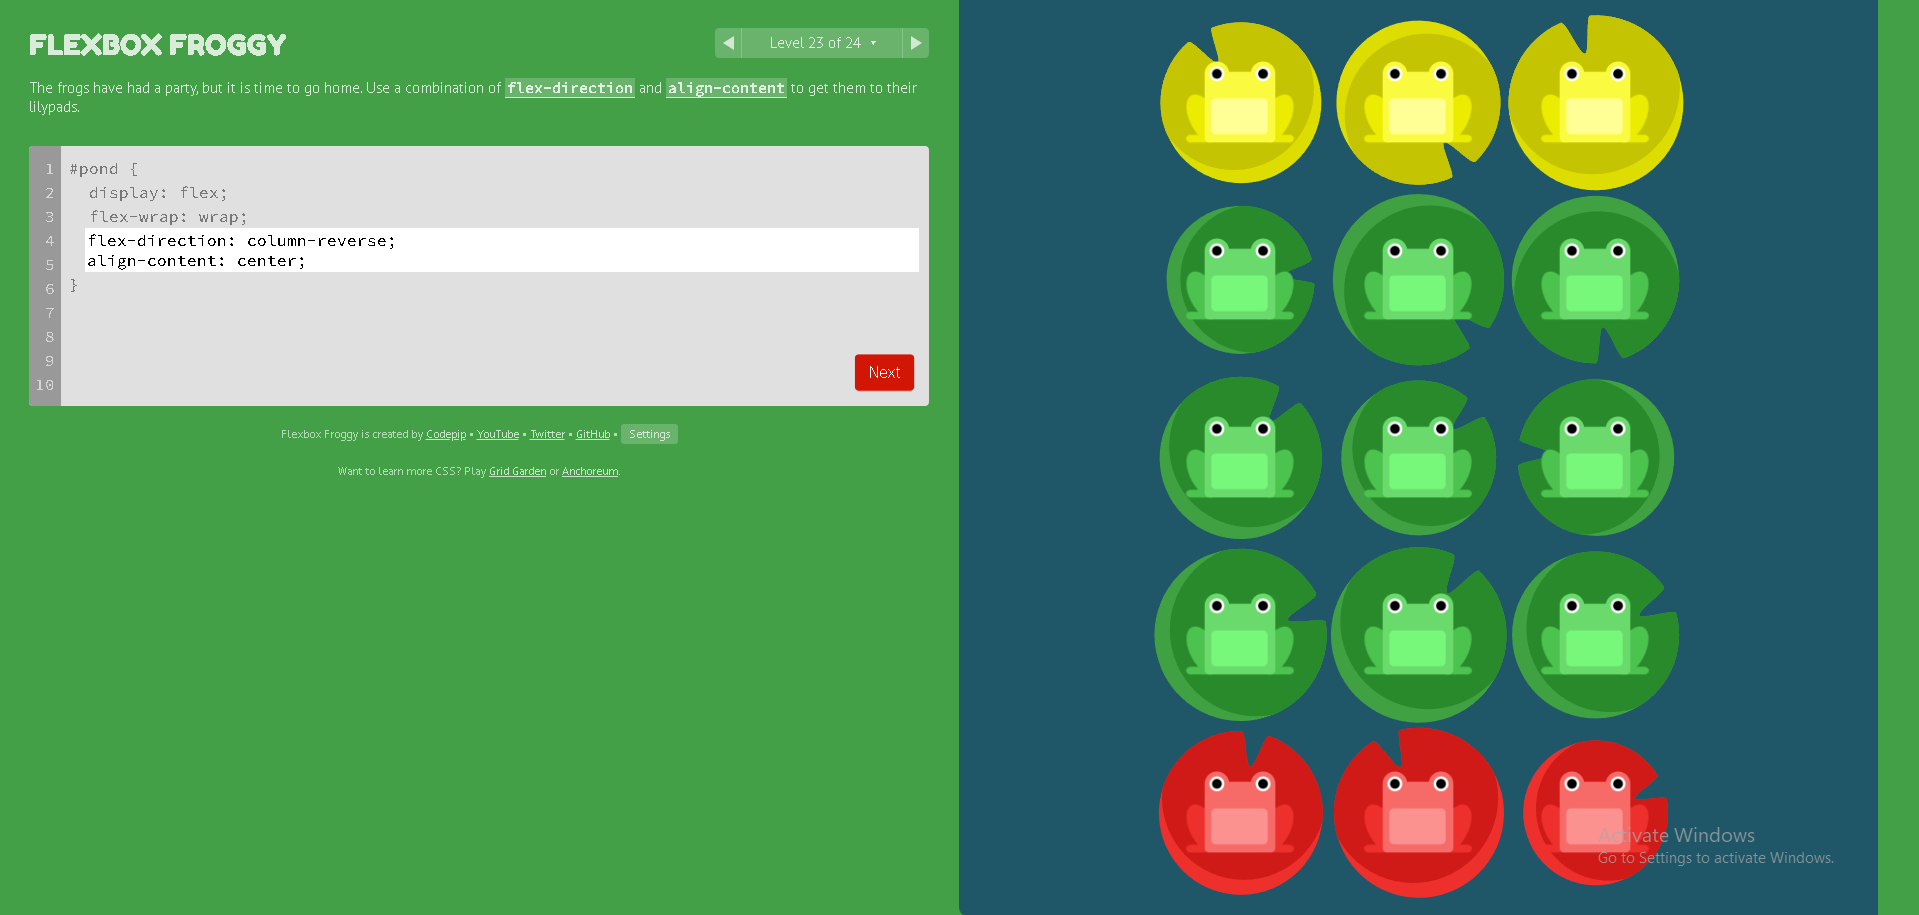 FLEXBOX FROGGY
Level 23 of 24
The frogs have had a party, but it is time to go home. Use a combination of flex-direction and align-content to get them to their
lilypads.
1 #pond {
2 display: flex;
3 flex-wrap: wrap;
4 flex-direction: column-reverse;
5 align-content: center;
6 }
7
8
9
10
Next
Flexbox Froggy is created by Codepip • YouTube • Twitter • GitHub • Settings
Want to learn more CSS? Play Grid Garden or Anchoreum.
Activate Windows
Go to Settings to activate Windows.